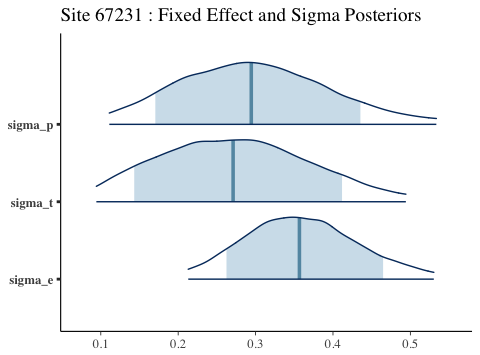 Site 67231 : Fixed Effect and Sigma Posteriors
sigma_p
sigma_t
sigma_e
0.1 0.2 0.3 0.4 0.5